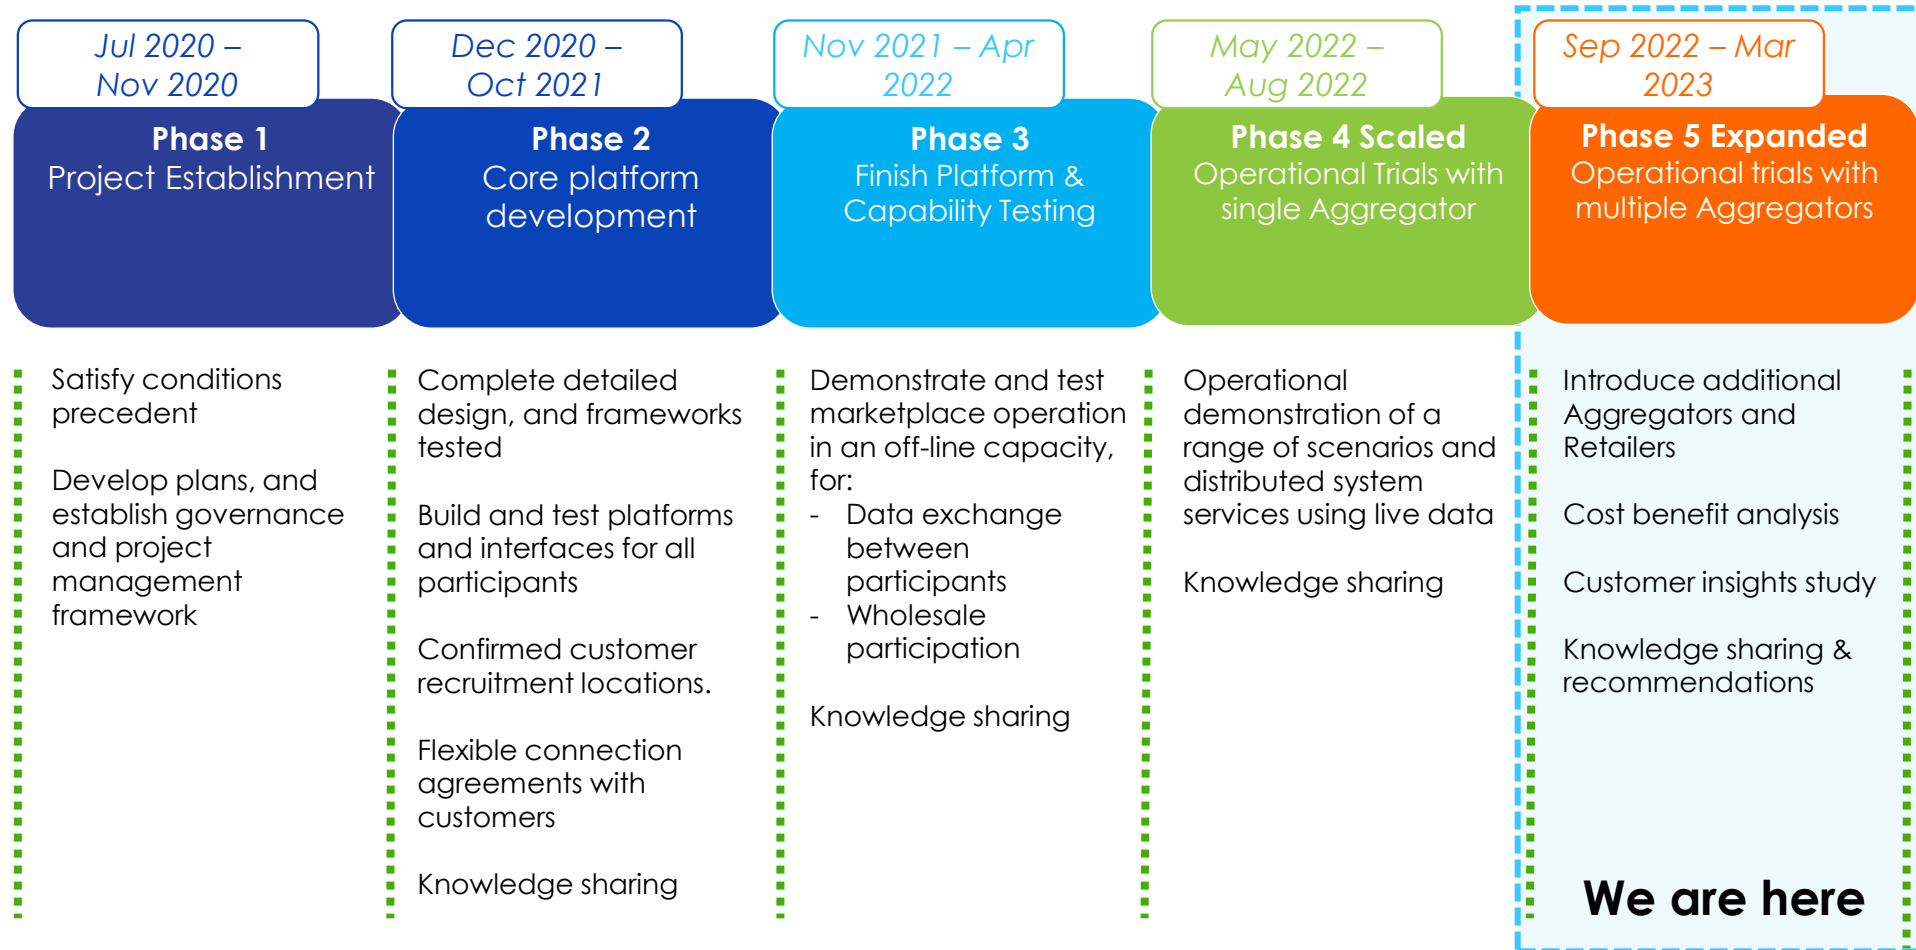 Jul 2020 –
Nov 2020
Phase 1
Project Establishment
Satisfy conditions
precedent
Develop plans, and
establish governance
and project
management
framework
Dec 2020 –
Oct 2021
Phase 2
Core platform
development
Complete detailed
design, and frameworks
tested
Build and test platforms
and interfaces for all
participants
Confirmed customer
recruitment locations.
Flexible connection
agreements with
customers
Knowledge sharing
Nov 2021 – Apr
2022
Phase 3
Finish Platform &
Capability Testing
Demonstrate and test
marketplace operation
in an off-line capacity,
for:
- Data exchange
between
participants
- Wholesale
participation
Knowledge sharing
May 2022 –
Aug 2022
Phase 4 Scaled
Operational Trials with
single Aggregator
Operational
demonstration of a
range of scenarios and
distributed system
services using live data
Knowledge sharing
Sep 2022 – Mar
2023
Phase 5 Expanded
Operational trials with
multiple Aggregators
Introduce additional
Aggregators and
Retailers
Cost benefit analysis
Customer insights study
Knowledge sharing &
recommendations
We are here